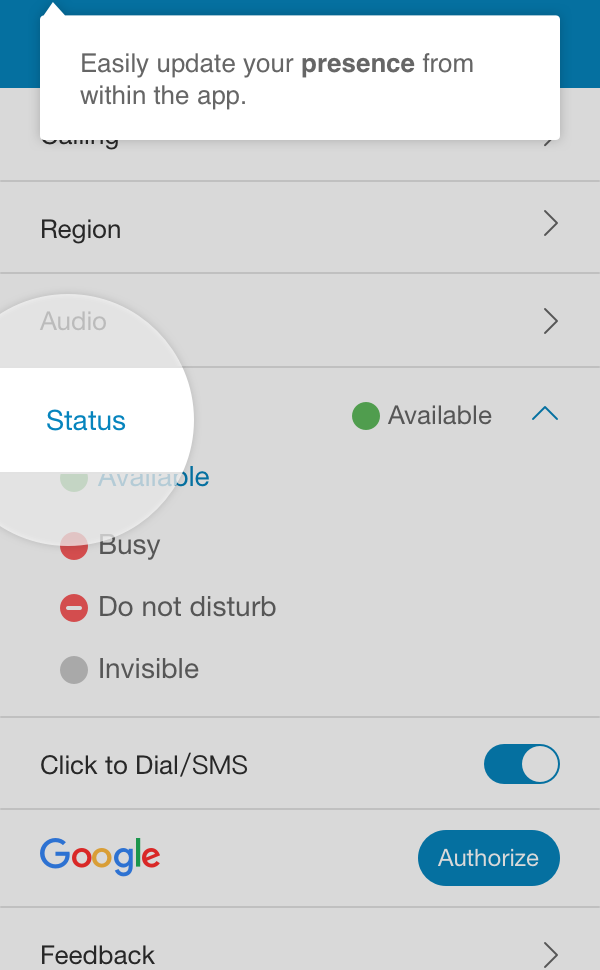 Easily update your presence from
within the app.
Calling
Region
Audio
Status
Available
Available
Busy
Do not disturb
Invisible
Click to Dial/SMS
Google
Authorize
Feedback